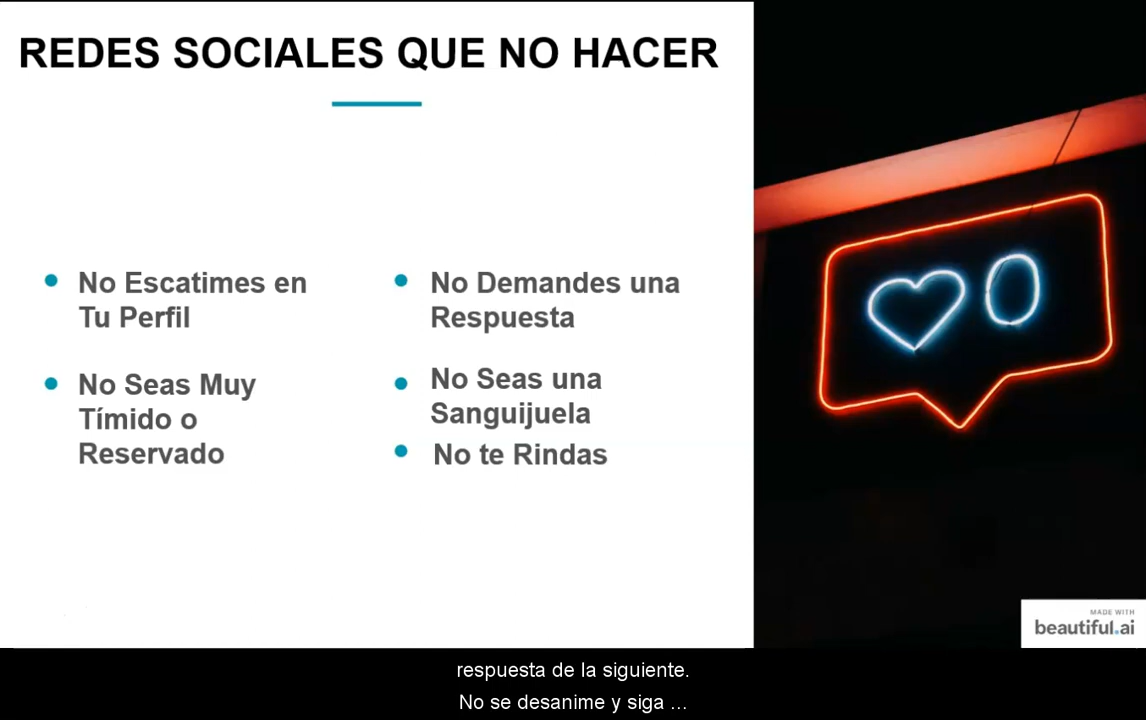 REDES SOCIALES QUE NO HACER
No Escatimes en
Tu Perfil
No Seas Muy
Tímido o
Reservado
No Demandes una
Respuesta
No Seas una
Sanguijuela
No te Rindas
0
MADE WITH
beautiful.ai
respuesta de la siguiente.
No se desanime y siga ...